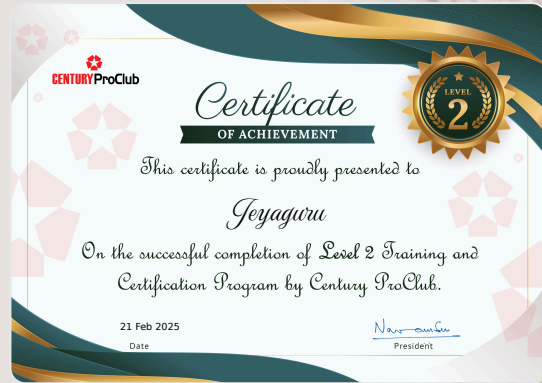 CENTURY ProClub
LEVEL
2
Certificate
OF ACHIEVEMENT
This certificate is proudly presented to
Jeyaguru
On the successful completion of Level 2 Training and
Certification Program by Century ProClub.
21 Feb 2025
Date
President